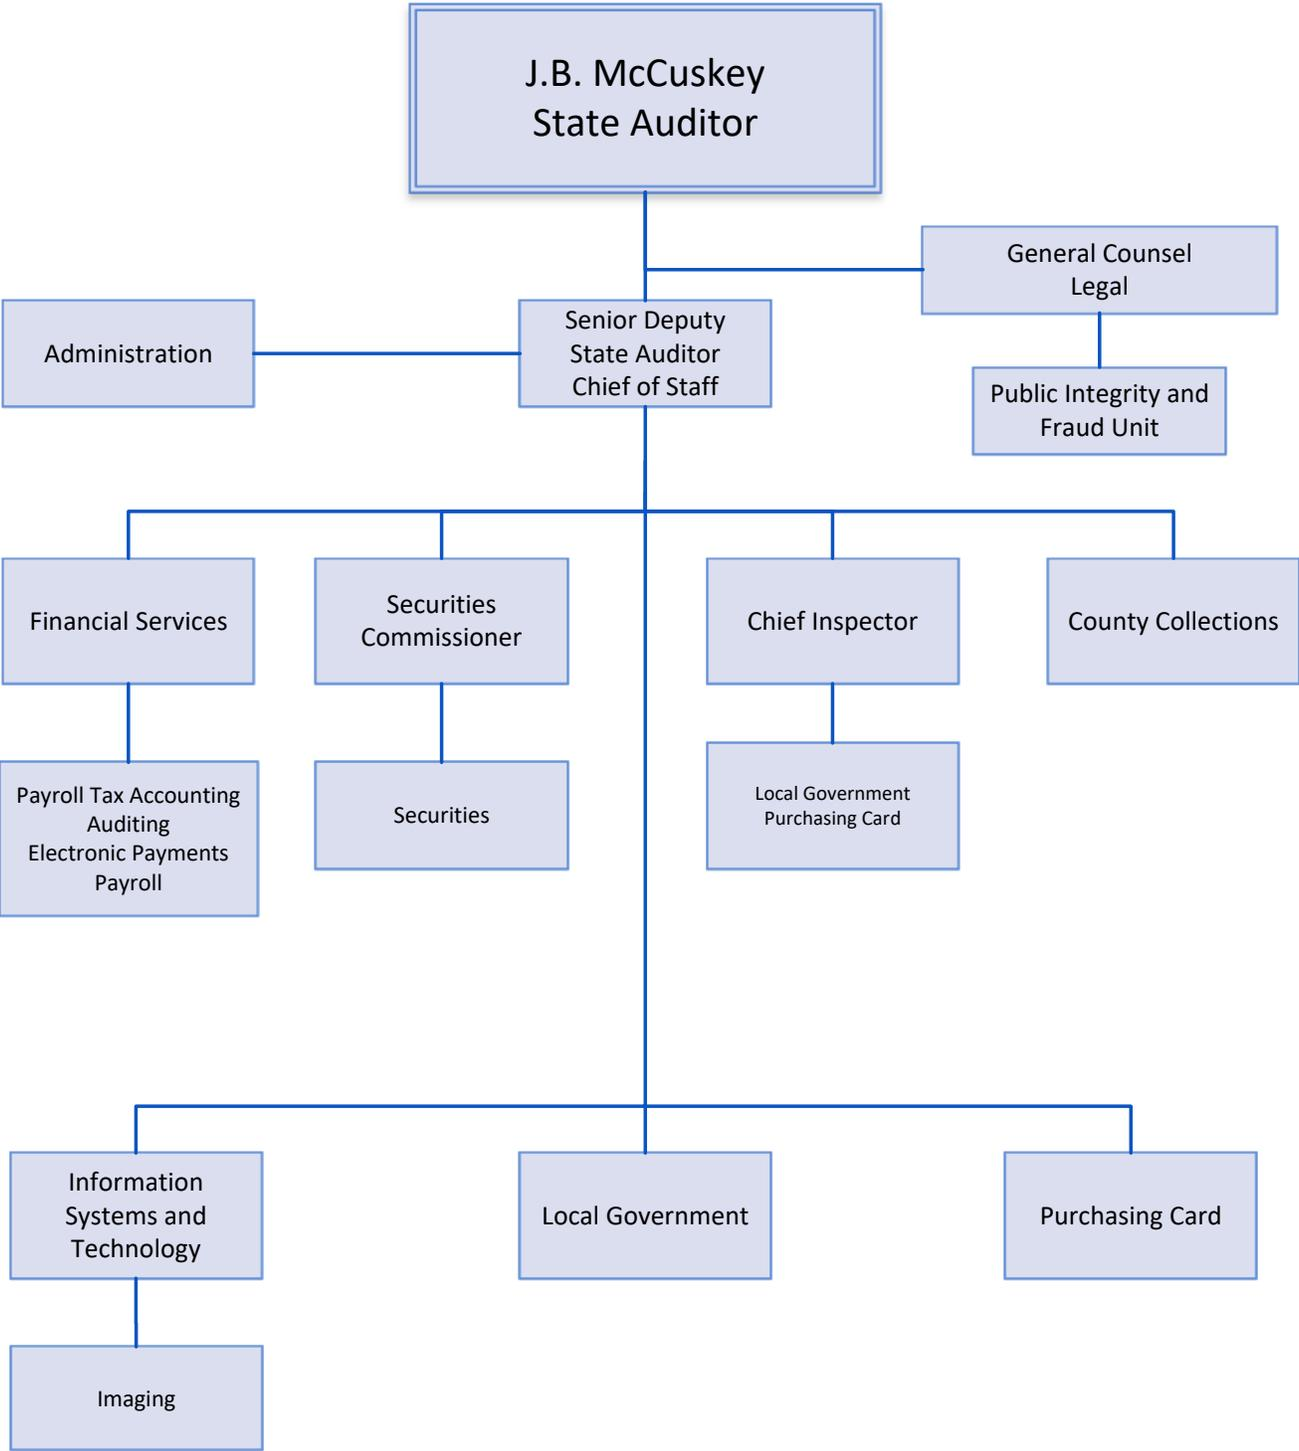 J.B. McCuskey
State Auditor
General Counsel
Legal
Administration
Senior Deputy
State Auditor
Chief of Staff
Public Integrity and
Fraud Unit
Financial Services
Securities
Commissioner
Chief Inspector
County Collections
Payroll Tax Accounting
Auditing
Electronic Payments
Payroll
Securities
Local Government
Purchasing Card
Information
Systems and
Technology
Local Government
Purchasing Card
Imaging